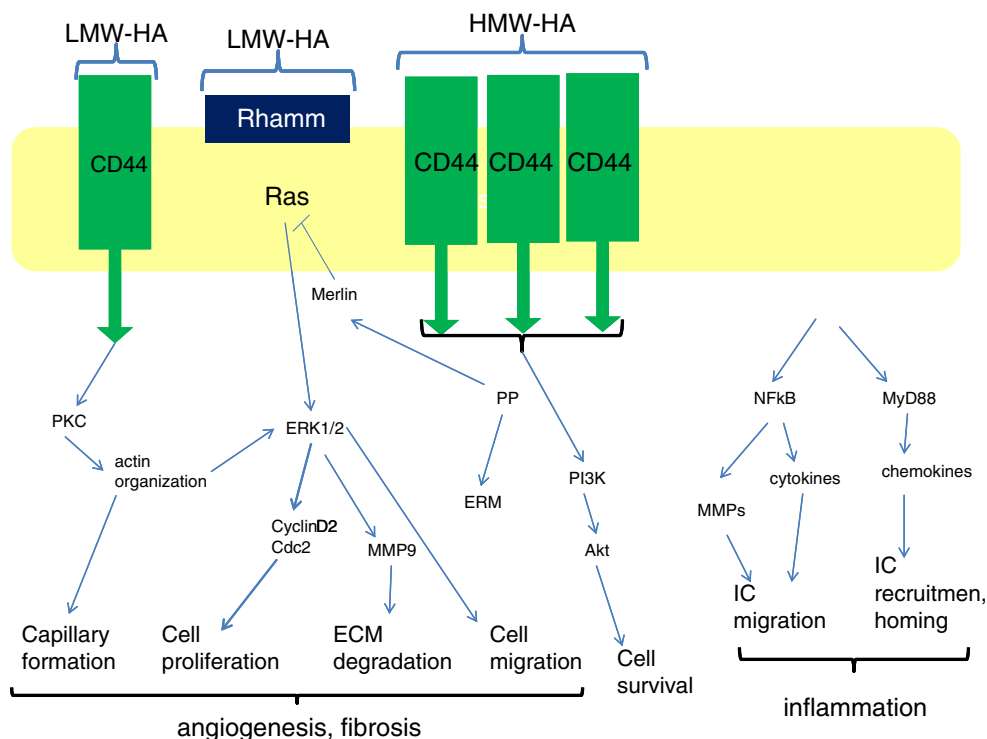 LMW-HA
LMW-HA
HMW-HA
Rhamm
CD44
CD44
CD44
CD44
Ras
Merlin
PKC
actin
organization
ERK1/2
PP
ERM
PI3K
Akt
CyclinD2
Cdc2
MMP9
NFkB
MyD88
cytokines
chemokines
MMPs
Capillary
formation
Cell
proliferation
ECM
degradation
Cell
migration
Cell
survival
IC
migration
IC
recruitmen,
homing
angiogenesis, fibrosis
inflammation